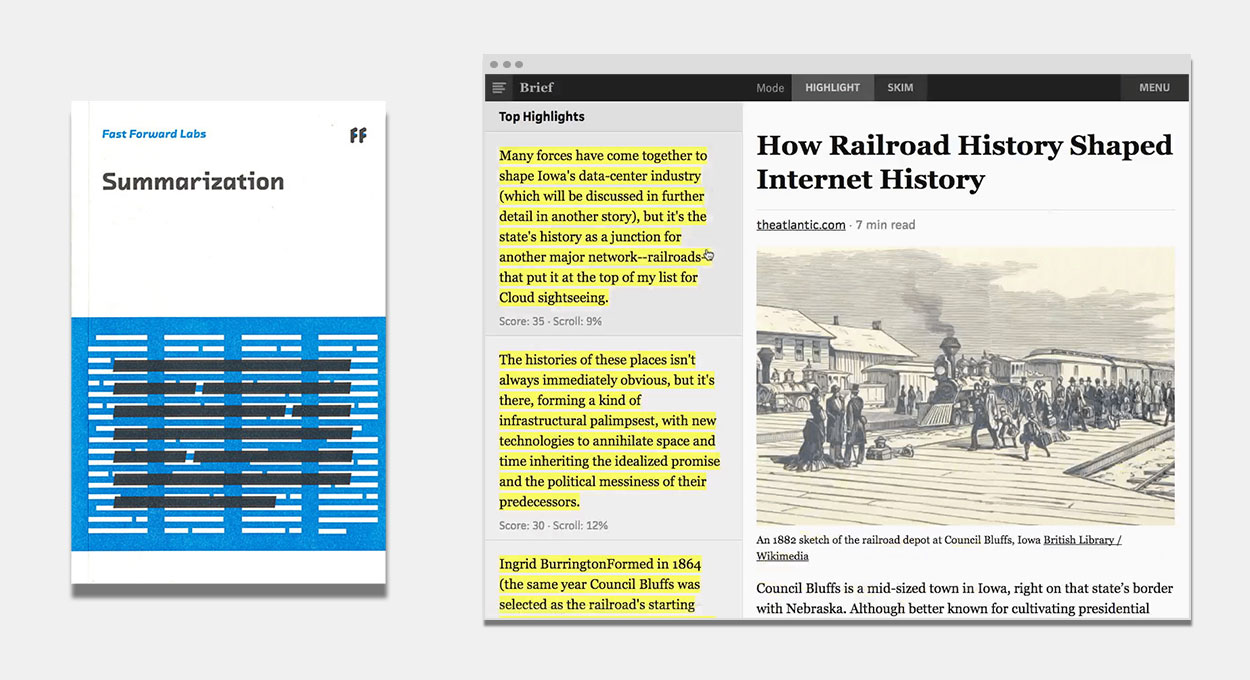 Fast Forward Labs
FF
Summarization
Brief
Mode
HIGHLIGHT
SKIM
MENU
Top Highlights
Many forces have come together to
shape Iowa's data-center industry
(which will be discussed in further
detail in another story), but it's the
state's history as a junction for
another major network--railroads-
that put it at the top of my list for
Cloud sightseeing.
Score: 35 · Scroll: 9%
The histories of these places isn't
always immediately obvious, but it's
there, forming a kind of
infrastructural palimpsest, with new
technologies to annihilate space and
time inheriting the idealized promise
and the political messiness of their
predecessors.
Score: 30 · Scroll: 12%
Ingrid BurringtonFormed in 1864
(the same year Council Bluffs was
selected as the railroad's starting
How Railroad History Shaped
Internet History
theatlantic.com · 7 min read
An 1882 sketch of the railroad depot at Council Bluffs, Iowa British Library /
Wikimedia
Council Bluffs is a mid-sized town in Iowa, right on that state’s border
with Nebraska. Although better known for cultivating presidential